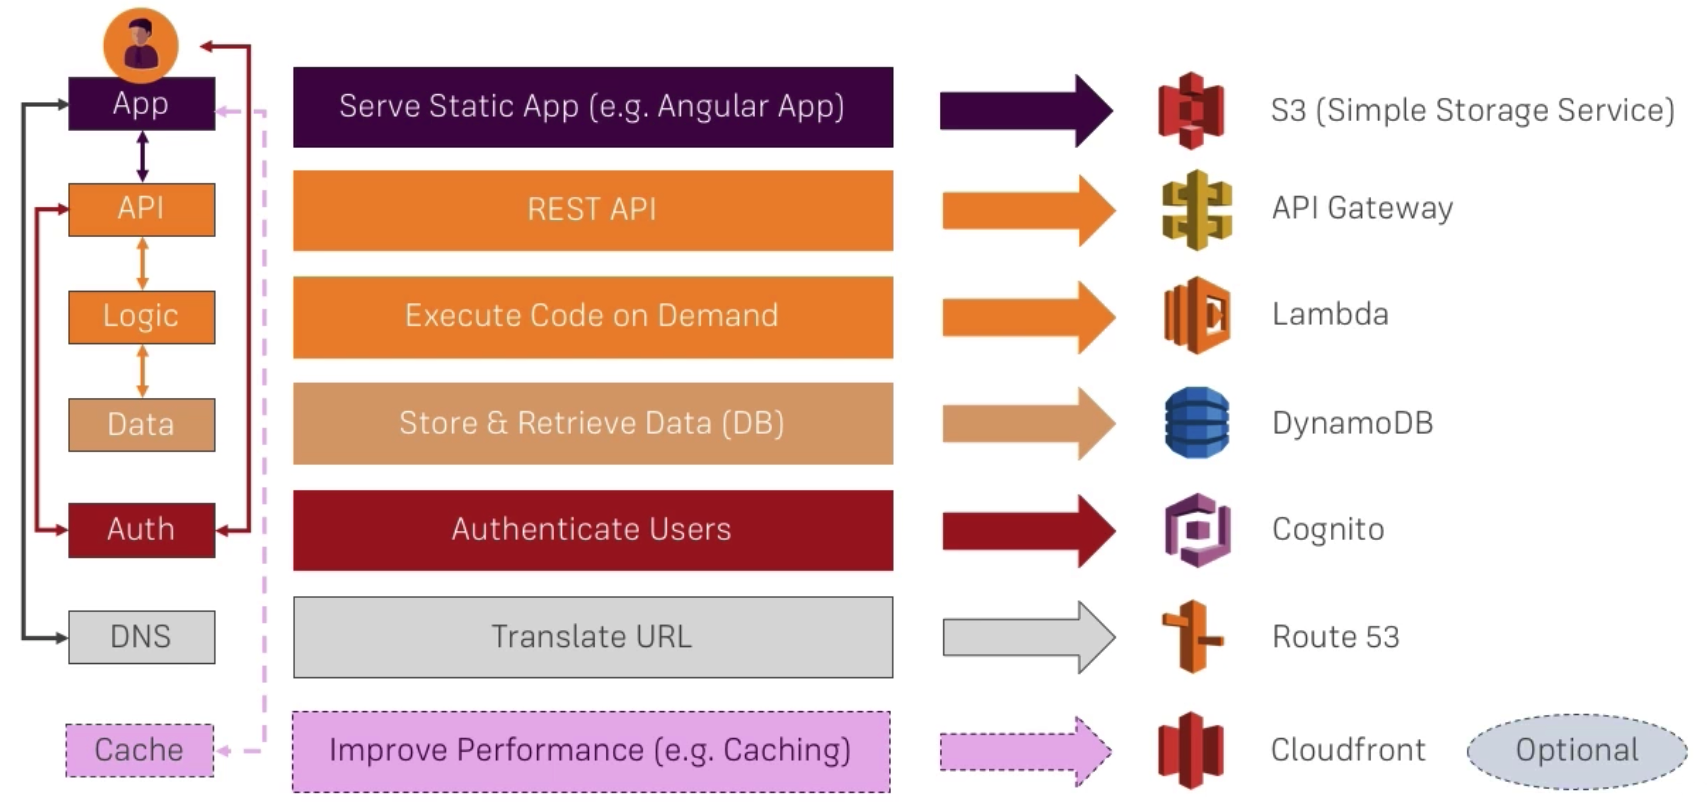 App
Serve Static App (e.g. Angular App)
S3 (Simple Storage Service)
API
REST API
API Gateway
Logic
Execute Code on Demand
Lambda
Data
Store & Retrieve Data (DB)
DynamoDB
Auth
Authenticate Users
Cognito
DNS
Translate URL
Route 53
Cache
Improve Performance (e.g. Caching)
Cloudfront
Optional